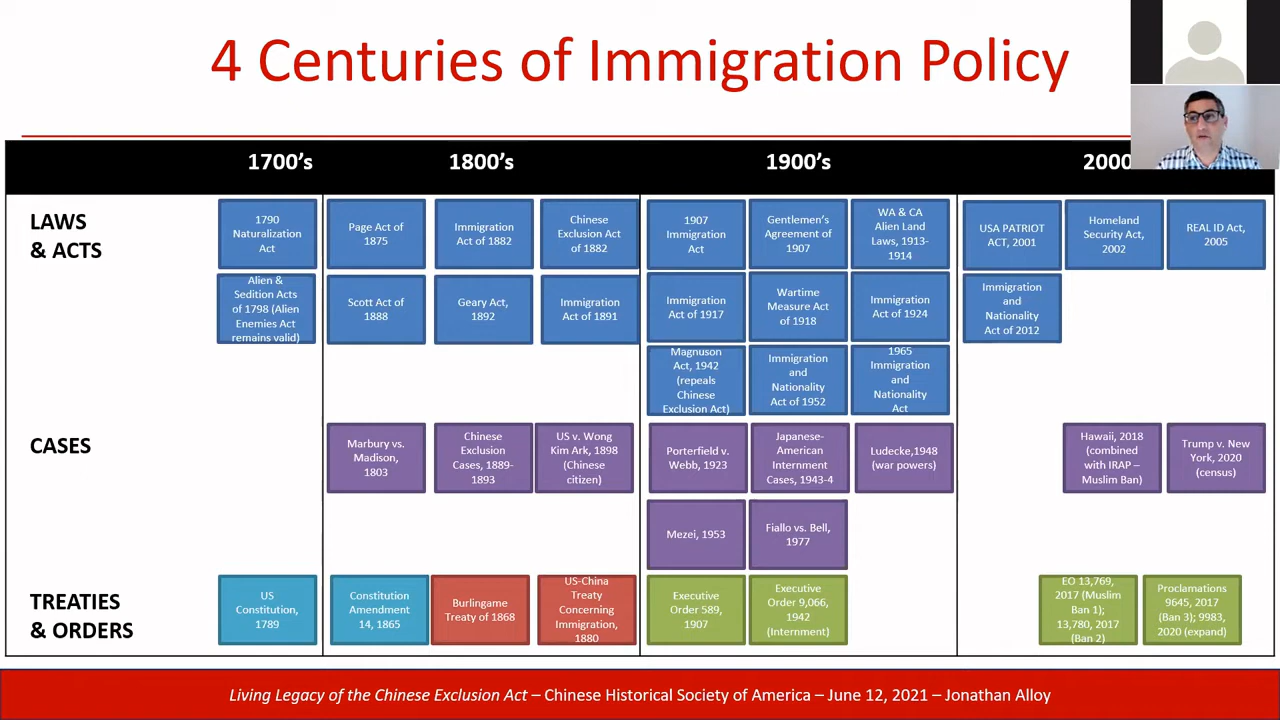 4 Centuries of Immigration Policy
1700's
1800's
1900's
2000
LAWS
& ACTS
1790
Naturalization
Act
Page Act of
1875
Immigration
Act of 1882
Chinese
Exclusion Act
of 1882
1907
Immigration
Act
Gentlemen's
Agreement of
1907
WA & CA
Alien Land
Laws, 1913-
1914
USA PATRIOT
ACT, 2001
Homeland
Security Act,
2002
REAL ID Act,
2005
Alien &
Sedition Acts
of 1798 (Alien
Enemies Act
remains valid)
Scott Act of
1888
Geary Act,
1892
Immigration
Act of 1891
Immigration
Act of 1917
Wartime
Measure Act
of 1918
Immigration
Act of 1924
Immigration
and
Nationality
Act of 2012
Magnuson
Act, 1942
(repeals
Chinese
Exclusion Act)
Immigration
and
Nationality
Act of 1952
1965
Immigration
and
Nationality
Act
CASES
Marbury vs.
Madison,
1803
Chinese
Exclusion
Cases, 1889-
1893
US v. Wong
Kim Ark, 1898
(Chinese
citizen)
Porterfield v.
Webb, 1923
Japanese-
American
Internment
Cases, 1943-4
Ludecke,1948
(war powers)
Hawaii, 2018
(combined
with IRAP –
Muslim Ban)
Trump v. New
York, 2020
(census)
Mezei, 1953
Fiallo vs. Bell,
1977
TREATIES
& ORDERS
US
Constitution,
1789
Constitution
Amendment
14, 1865
Burlingame
Treaty of 1868
US-China
Treaty
Concerning
Immigration,
1880
Executive
Order 589,
1907
Executive
Order 9,066,
1942
(Internment)
EO 13,769,
2017 (Muslim
Ban 1);
13,780, 2017
(Ban 2)
Proclamations
9645, 2017
(Ban 3); 9983,
2020 (expand)
Living Legacy of the Chinese Exclusion Act – Chinese Historical Society of America – June 12, 2021 – Jonathan Alloy